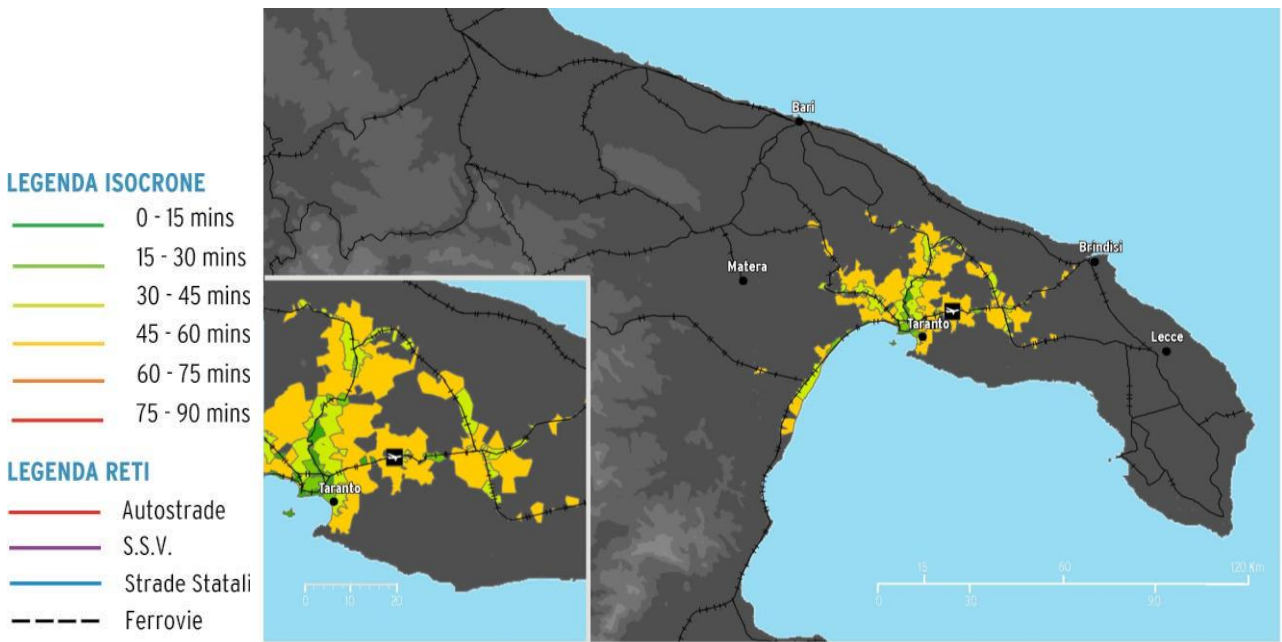 LEGENDA ISOCRONE
0 - 15 mins
15 - 30 mins
30 - 45 mins
45 - 60 mins
60 - 75 mins
75 - 90 mins
LEGENDA RETI
Autostrade
S.S.V.
Strade Statali
Ferrovie
Bari
Brindisi
Matera
Taranto
Lecce
Taranto
0 10 20
15 60 120 Km
0 30 90